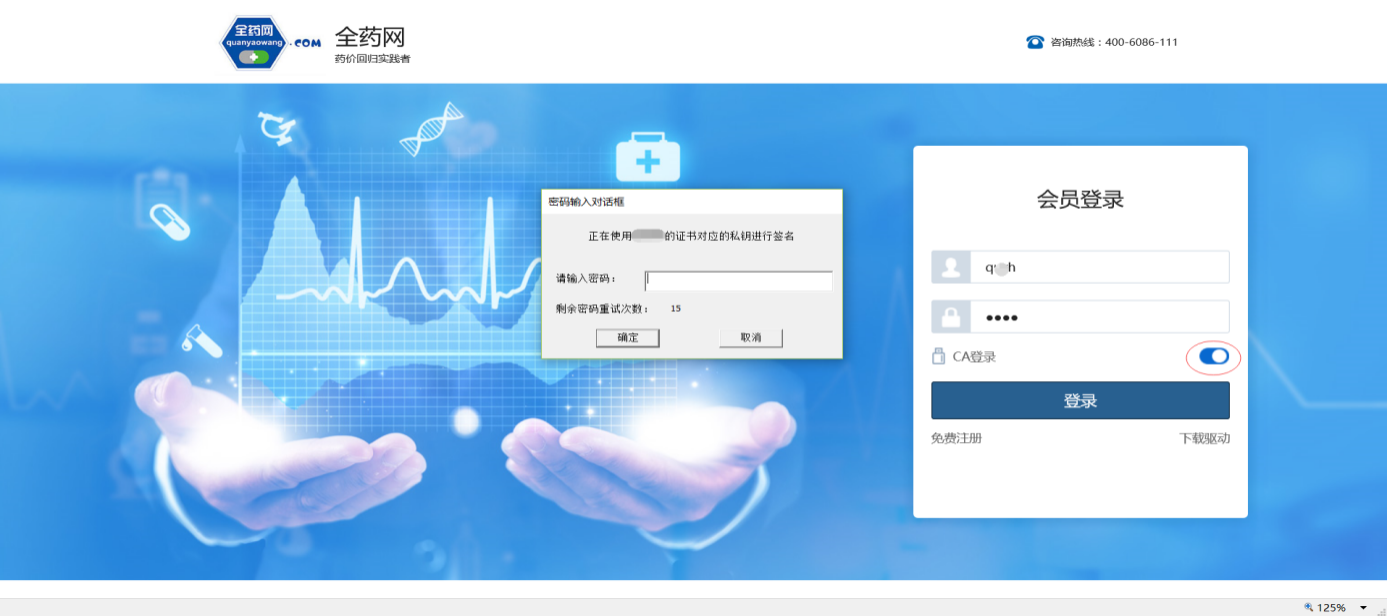 全药网
quanyaowang
.COM
全药网
药价回归实践者
咨询热线：400-6086-111
密码输入对话框
正在使用
的证书对应的私钥进行签名
请输入密码：
剩余密码重试次数： 15
确定
取消
会员登录
q
h
CA登录
登录
免费注册
下载驱动
125%